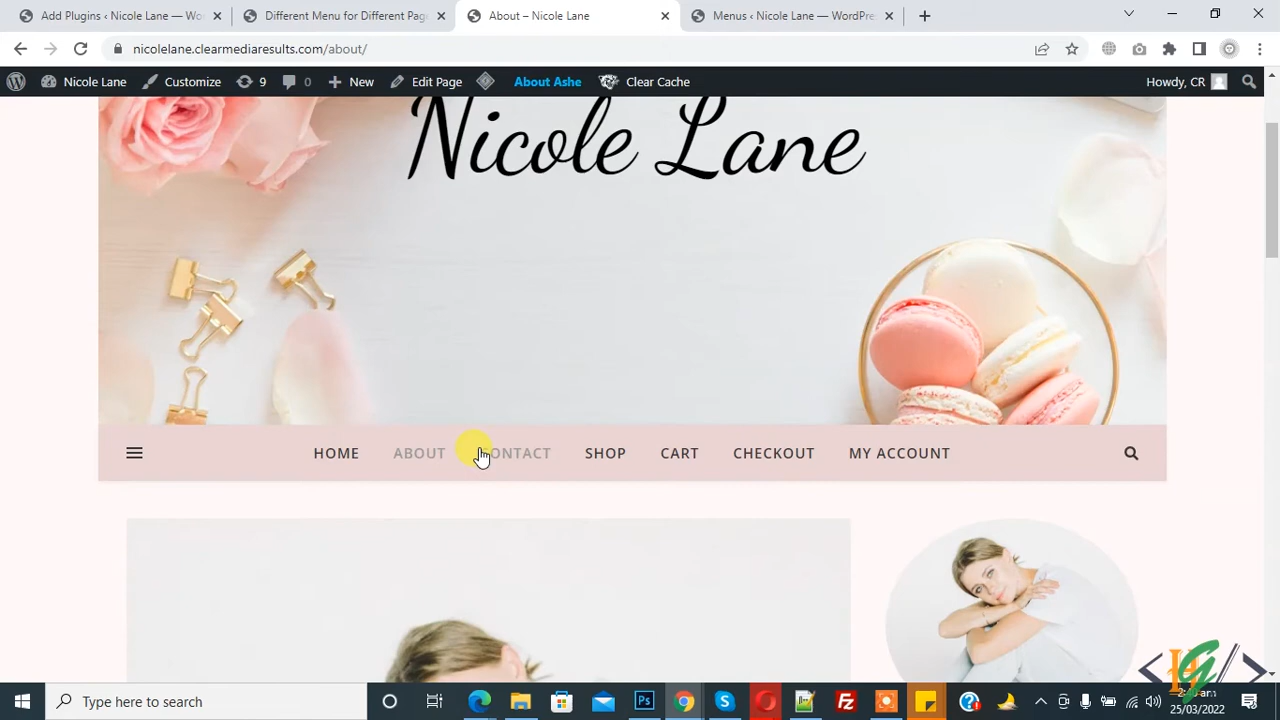 Add Plugins ‹ Nicole Lane — Wo
Different Menu for Different Pag
About – Nicole Lane
Menus ‹ Nicole Lane — WordPre
nicolelane.clearmediaresults.com/about/
Nicole Lane
Customize
9
0
New
Edit Page
About Ashe
Clear Cache
Howdy, CR
Nicole Lane
HOME
ABOUT
CONTACT
SHOP
CART
CHECKOUT
MY ACCOUNT
Type here to search
25/03/2022